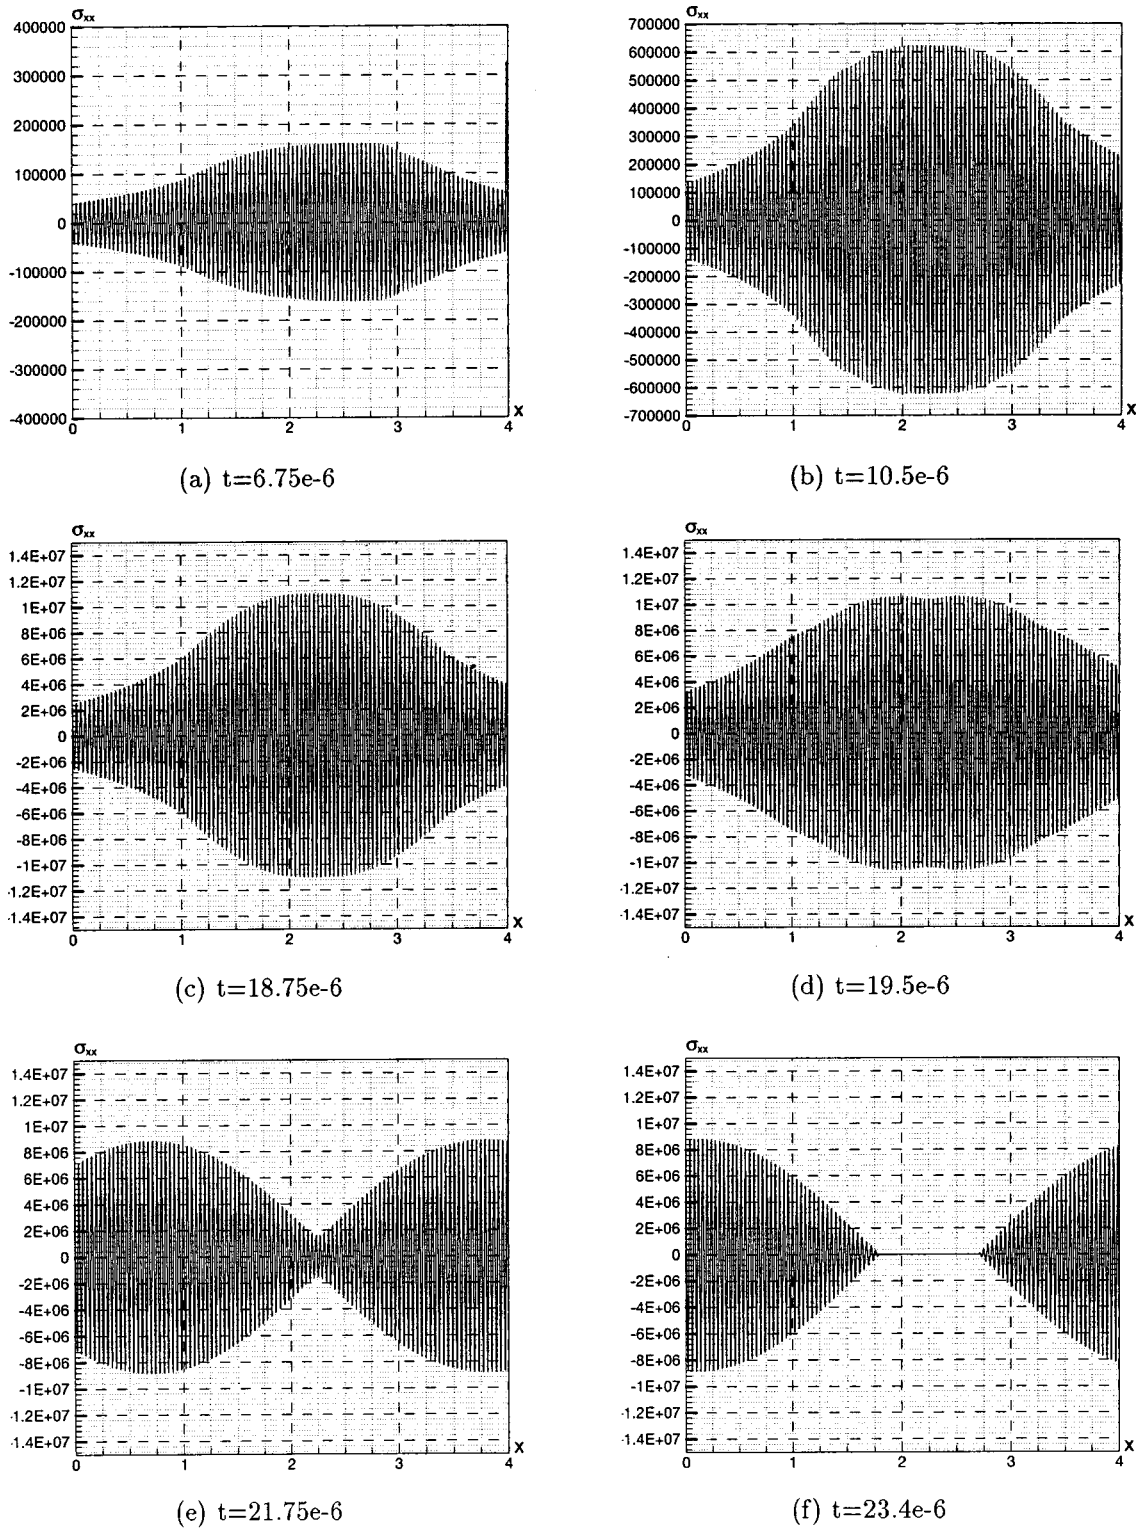 σxx
400000
300000
200000
100000
0
-100000
-200000
-300000
-400000
0 1 2 3 4
x
(a) t=6.75e-6
σxx
700000
600000
500000
400000
300000
200000
100000
0
-100000
-200000
-300000
-400000
-500000
-600000
-700000
0 1 2 3 4
x
(b) t=10.5e-6
σxx
1.4E+07
1.2E+07
1E+07
8E+06
6E+06
4E+06
2E+06
0
-2E+06
-4E+06
-6E+06
-8E+06
-1E+07
-1.2E+07
-1.4E+07
0 1 2 3 4
x
(c) t=18.75e-6
σxx
1.4E+07
1.2E+07
1E+07
8E+06
6E+06
4E+06
2E+06
0
-2E+06
-4E+06
-6E+06
-8E+06
-1E+07
-1.2E+07
-1.4E+07
0 1 2 3 4
x
(d) t=19.5e-6
σxx
1.4E+07
1.2E+07
1E+07
8E+06
6E+06
4E+06
2E+06
0
-2E+06
-4E+06
-6E+06
-8E+06
-1E+07
-1.2E+07
-1.4E+07
0 1 2 3 4
x
(e) t=21.75e-6
σxx
1.4E+07
1.2E+07
1E+07
8E+06
6E+06
4E+06
2E+06
0
-2E+06
-4E+06
-6E+06
-8E+06
-1E+07
-1.2E+07
-1.4E+07
0 1 2 3 4
x
(f) t=23.4e-6